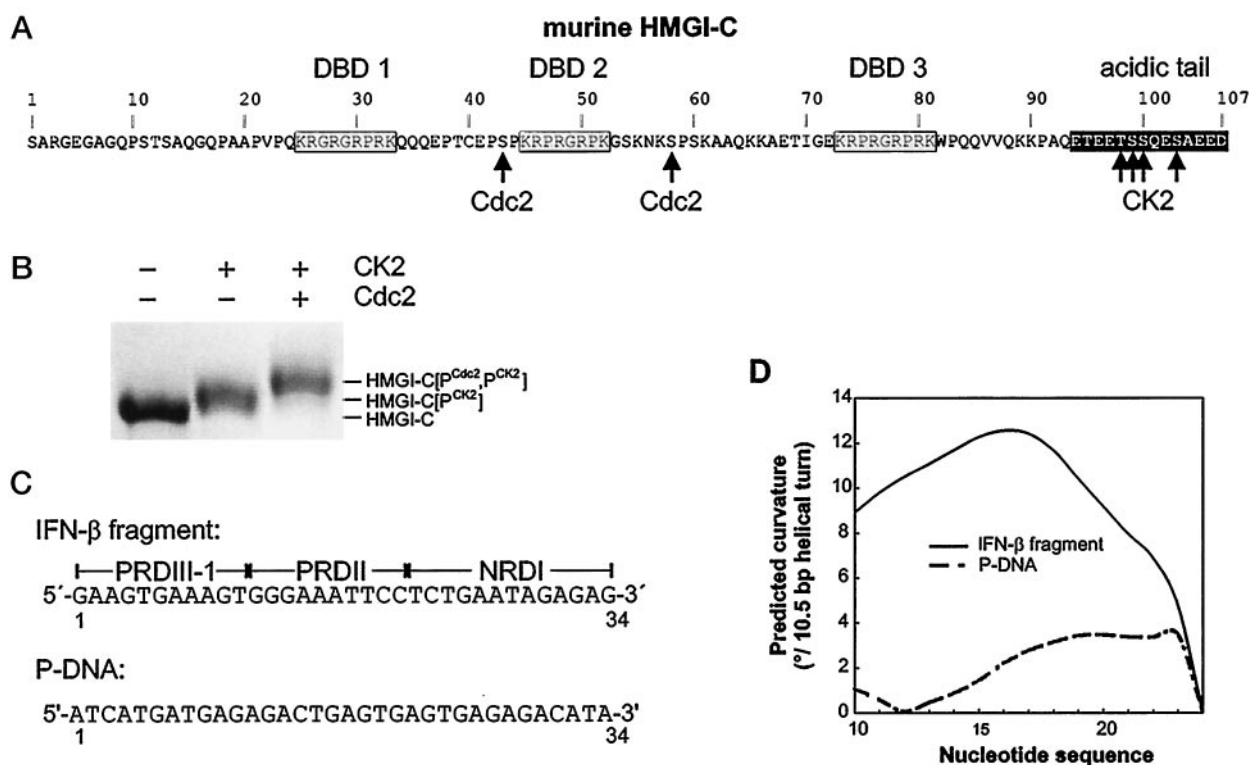 A
murine HMGI-C
DBD 1 DBD 2 DBD 3 acidic tail
1 10 20 30 40 50 60 70 80 90 100 107
SARGEGAGQPSTSAQGQPAAPVPQKRGRGRPRKQQQEPTCEPSPKRPRGRPKGSKNKSPSKAAQKKAETIGEKRPRGRPRKWPQQVVQKKPAQETEETSSQESAEED
Cdc2 Cdc2 CK2
B
− + + CK2
− − + Cdc2
HMGI-C[P^Cdc2,P^CK2]
HMGI-C[P^CK2]
HMGI-C
C
IFN-β fragment:
PRDIII-1 PRDII NRDI
5´-GAAGTGAAAGTGGGAAATTCCTCTGAATAGAGAG-3´
1 34
P-DNA:
5'-ATCATGATGAGAGACTGAGTGAGTGAGAGACATA-3'
1 34
D
Predicted curvature
(°/ 10.5 bp helical turn)
14
12
10
8
6
4
2
0
IFN-β fragment
P-DNA
10 15 20
Nucleotide sequence